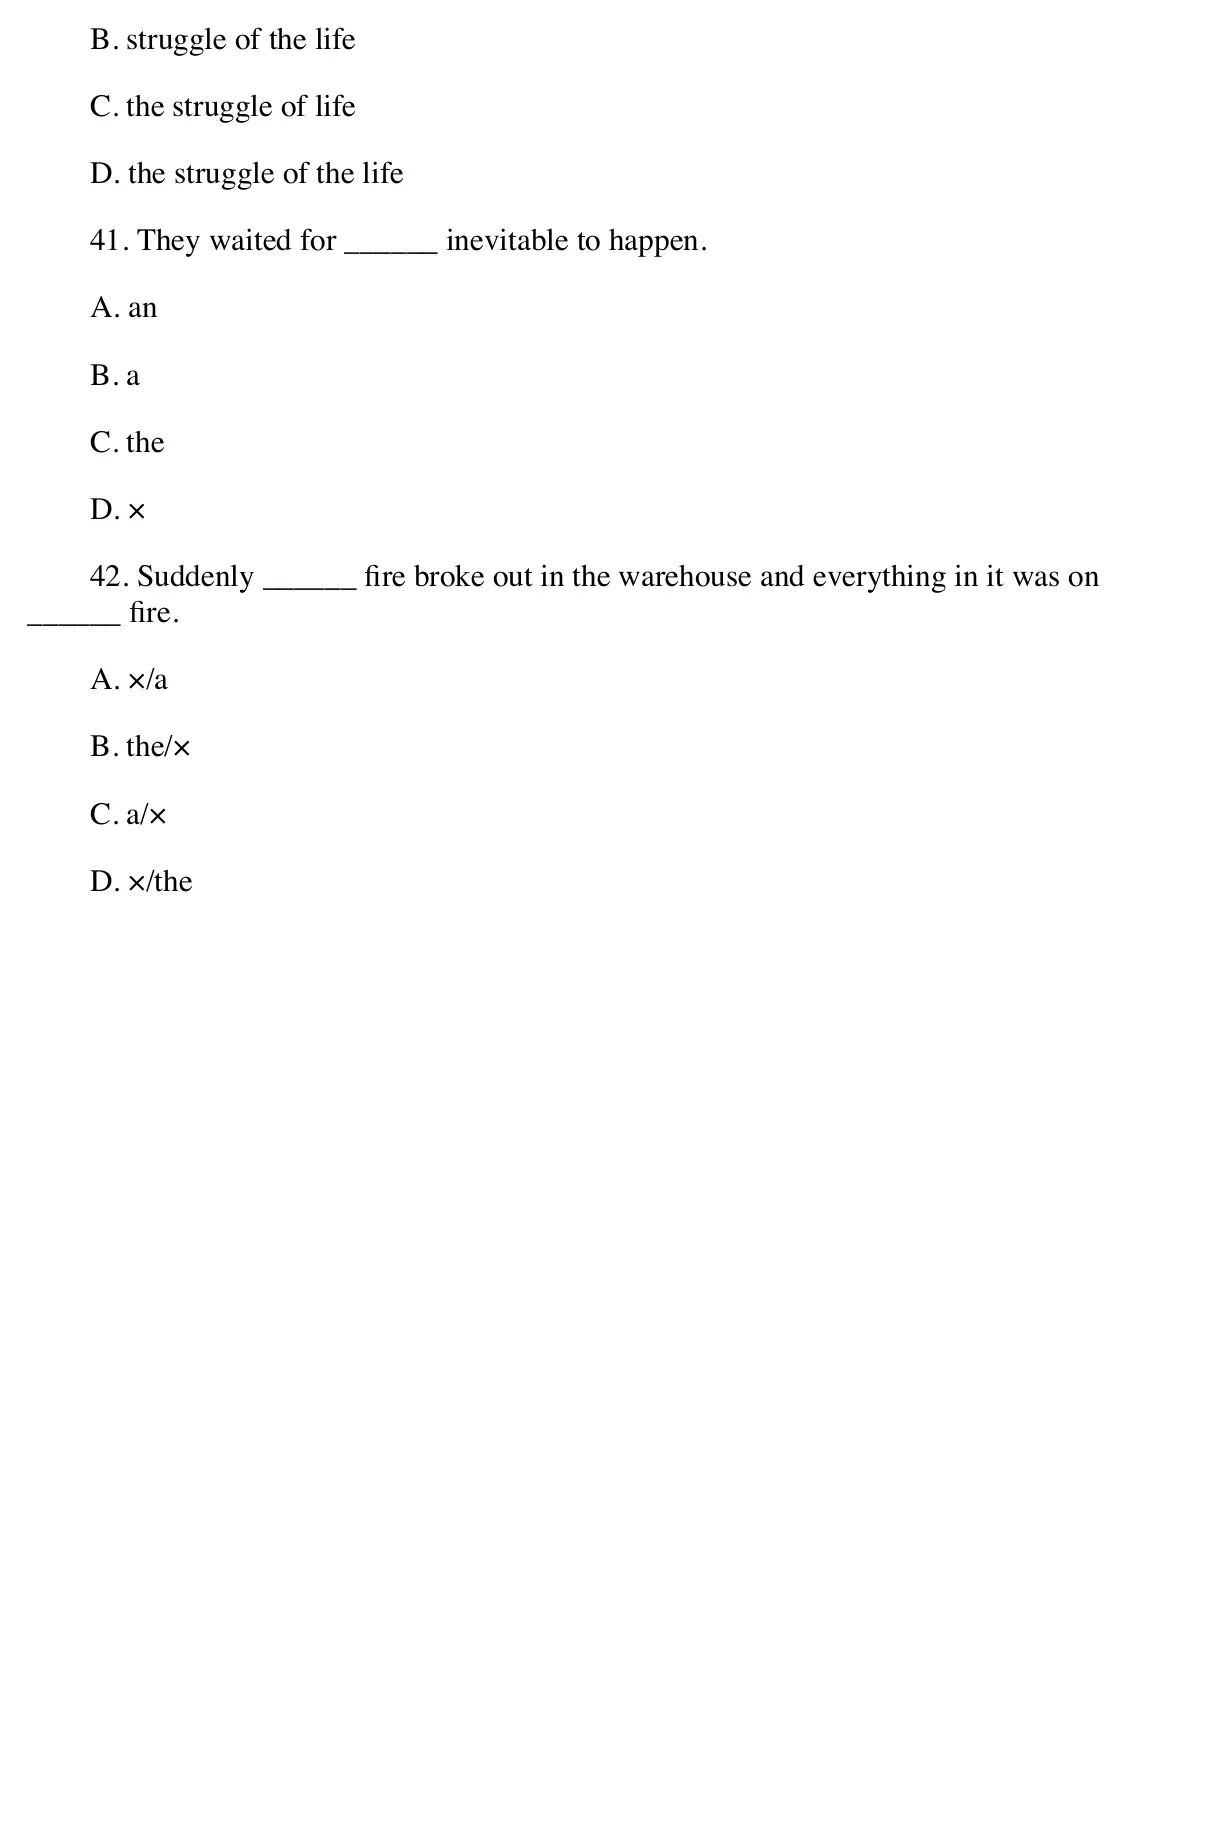 B. struggle of the life
C. the struggle of life
D. the struggle of the life
41. They waited for ______ inevitable to happen.
A. an
B. a
C. the
D. ×
42. Suddenly ______ fire broke out in the warehouse and everything in it was on
______ fire.
A. ×/a
B. the/×
C. a/×
D. ×/the